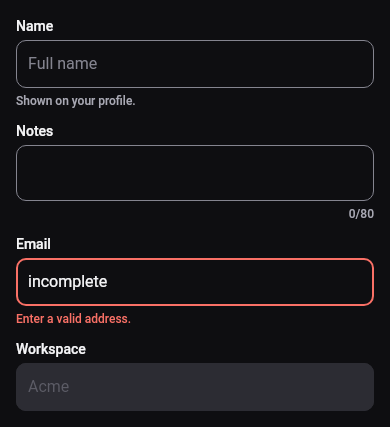 Name
Full name
Shown on your profile.
Notes
0/80
Email
incomplete
Enter a valid address.
Workspace
Acme